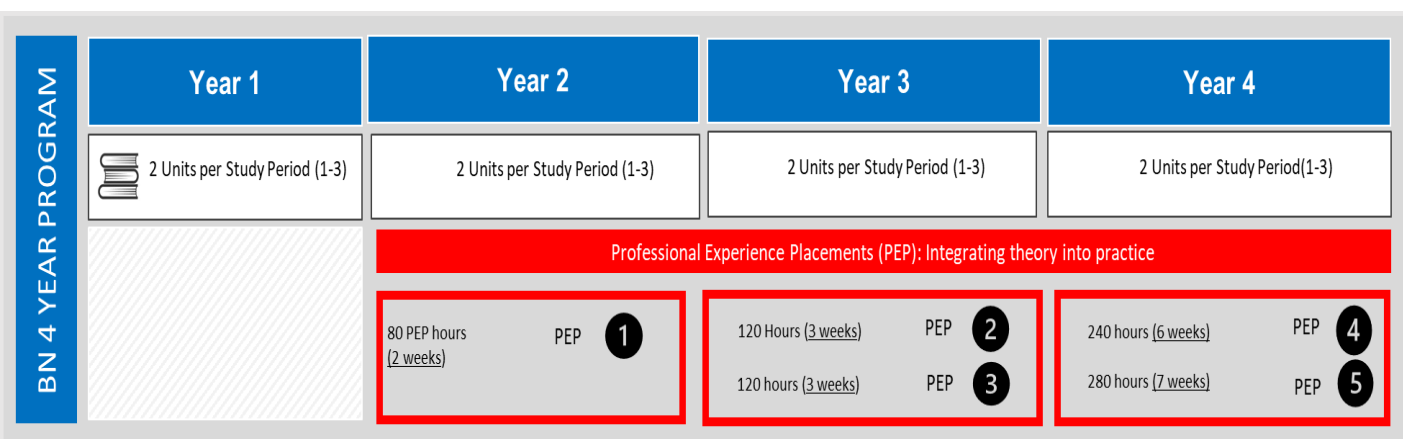 BN 4 YEAR PROGRAM
Year 1
Year 2
Year 3
Year 4
2 Units per Study Period (1-3)
2 Units per Study Period (1-3)
2 Units per Study Period (1-3)
2 Units per Study Period(1-3)
Professional Experience Placements (PEP): Integrating theory into practice
80 PEP hours
(2 weeks)
PEP 1
120 Hours (3 weeks) PEP 2
120 hours (3 weeks) PEP 3
240 hours (6 weeks) PEP 4
280 hours (7 weeks) PEP 5